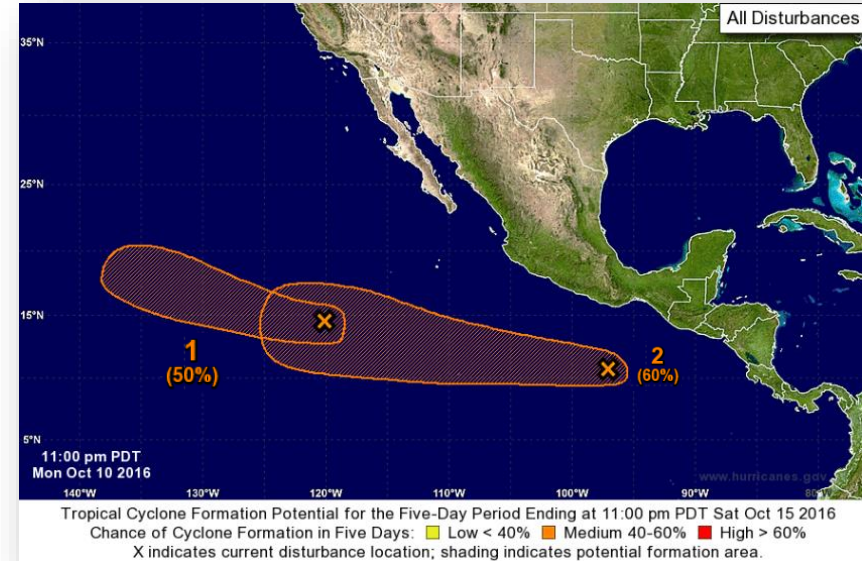 All Disturbances
35°N
25°N
15°N
5°N
1
(50%)
2
(60%)
11:00 pm PDT
Mon Oct 10 2016
www.hurricanes.gov
140°W 130°W 120°W 110°W 100°W 90°W 80°W
Tropical Cyclone Formation Potential for the Five-Day Period Ending at 11:00 pm PDT Sat Oct 15 2016
Chance of Cyclone Formation in Five Days: Low < 40% Medium 40-60% High > 60%
X indicates current disturbance location; shading indicates potential formation area.